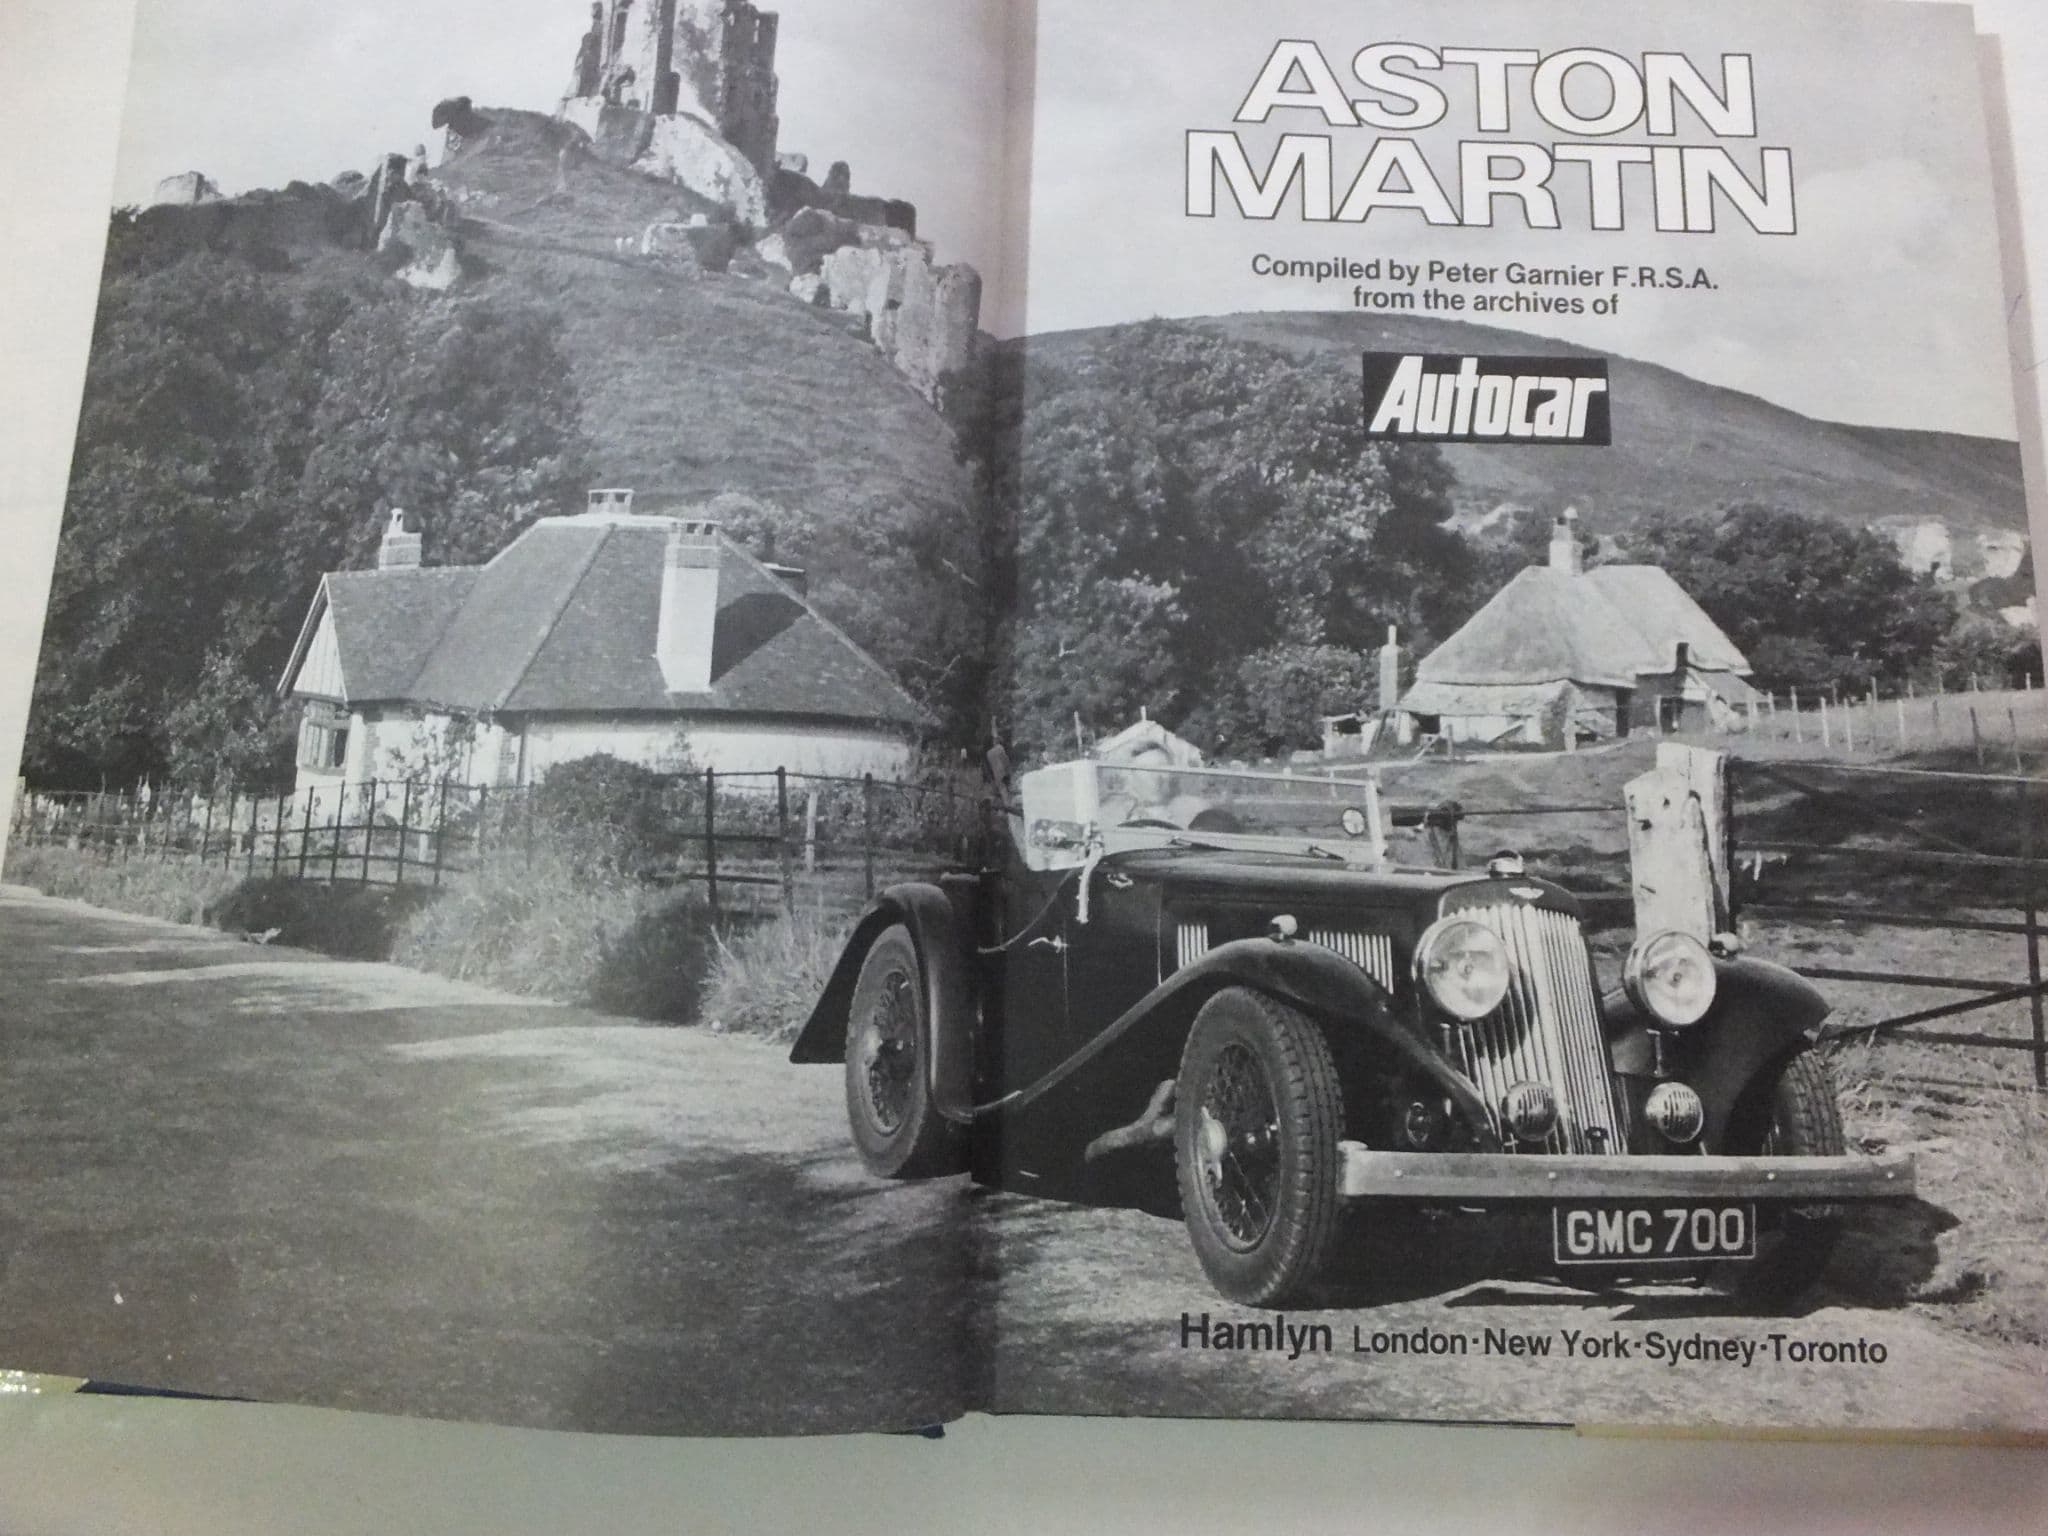 ASTON
MARTIN
Compiled by Peter Garnier F.R.S.A.
from the archives of
Autocar
GMC 700
Hamlyn London·New York·Sydney·Toronto